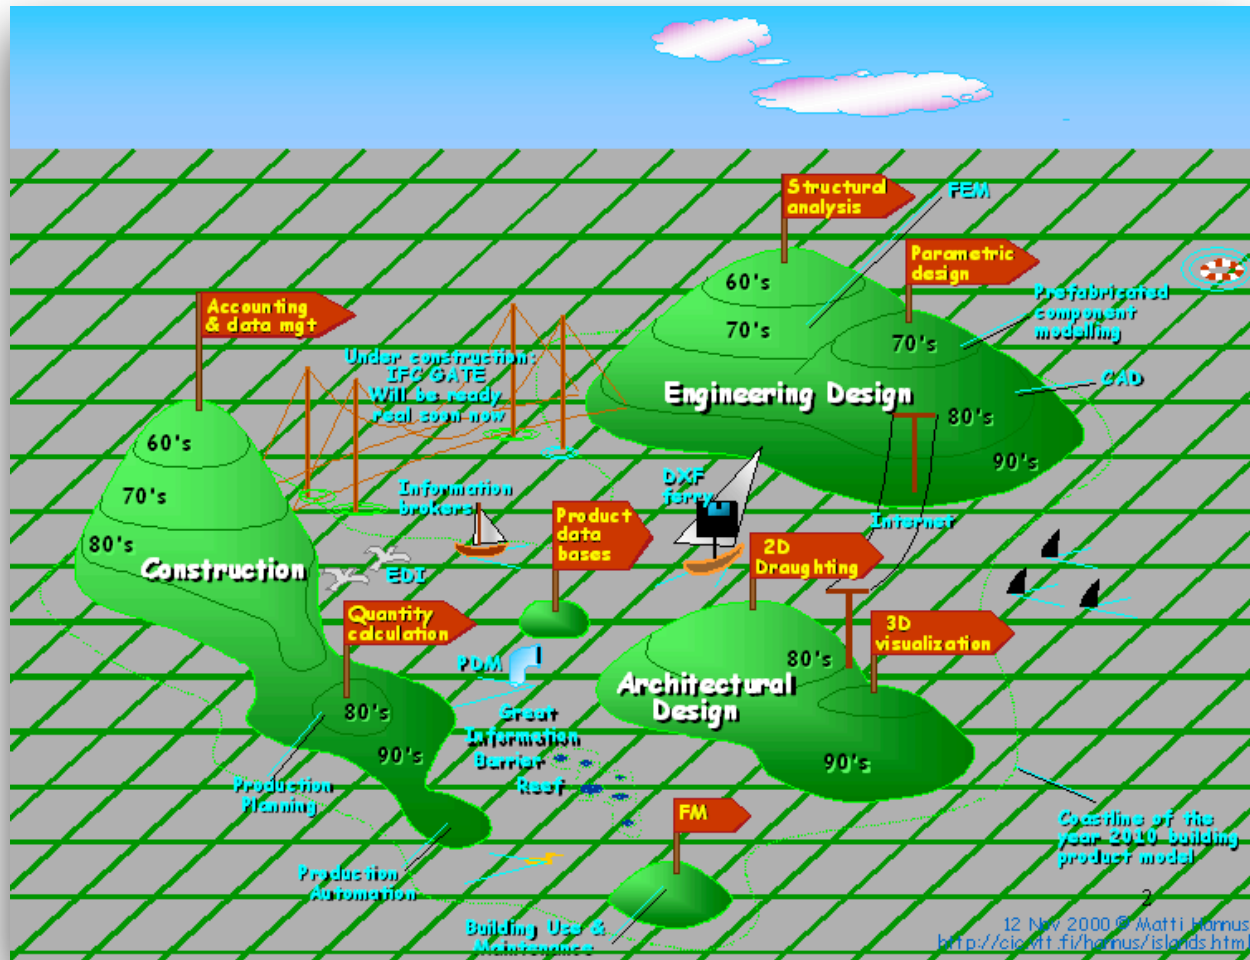 Structural
analysis
FEM
Parametric
design
60's
70's
70's
Prefabricated
component
modelling
CAD
Engineering Design
80's
90's
Accounting
& data mgt
Under construction:
IFC GATE
Will be ready
real soon now
60's
70's
80's
Construction
Information
brokers
EDI
DXF
ferry
Internet
Product
data
bases
2D
Draughting
3D
visualization
Quantity
calculation
80's
90's
PDM
80's
Architectural
Design
90's
Great
Information
Barrier
Reef
Production
Planning
Production
Automation
FM
Building Use &
Maintenance
Coastline of the
year 2010 building
product model
2
12 Nov 2000 © Matti Hannus
http://cic.vtt.fi/hannus/islands.html